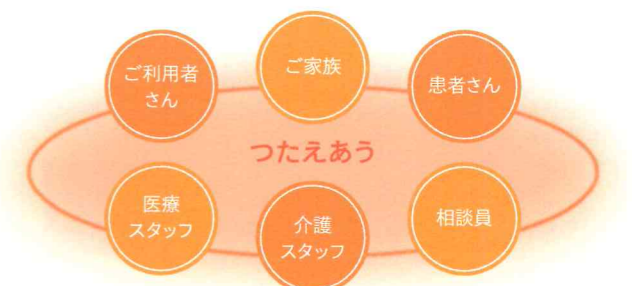 ご利用者
さん
ご家族
患者さん
つたえあう
医療
スタッフ
介護
スタッフ
相談員